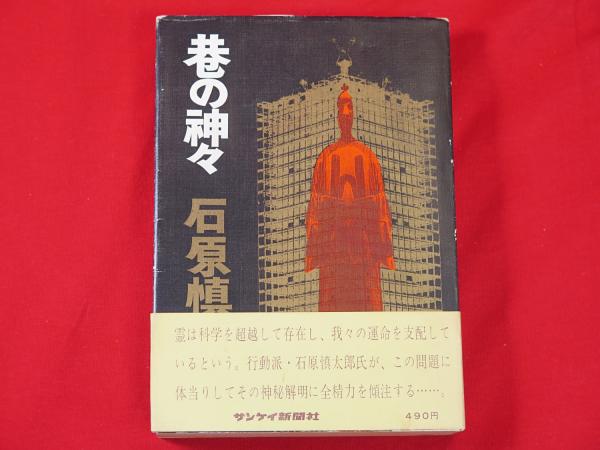 巷の神々
石原慎
霊は科学を超越して存在し、我々の運命を支配して
いるという。行動派・石原慎太郎氏が、この問題に
体当りしてその神秘解明に全精力を傾注する……。
サンケイ新聞社
490円